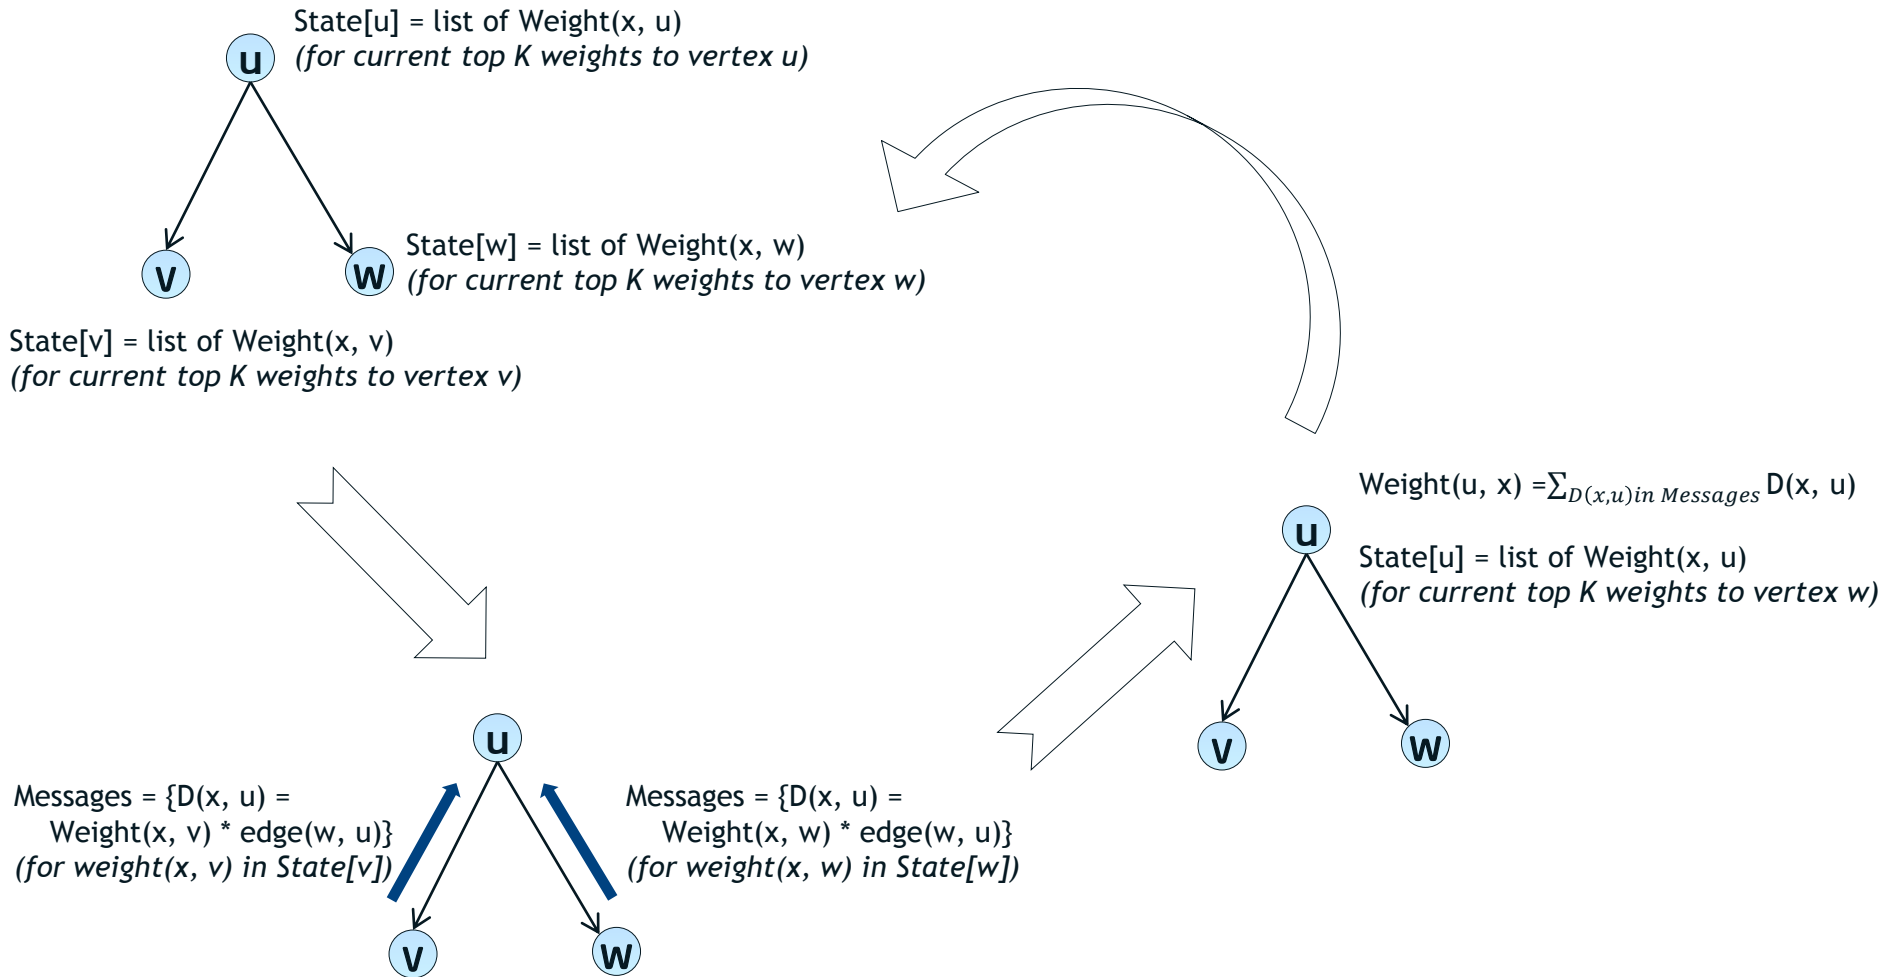 State[u] = list of Weight(x, u)
(for current top K weights to vertex u)
u
v
w
State[w] = list of Weight(x, w)
(for current top K weights to vertex w)
State[v] = list of Weight(x, v)
(for current top K weights to vertex v)
Weight(u, x) =∑D(x,u)in Messages D(x, u)
u
State[u] = list of Weight(x, u)
(for current top K weights to vertex w)
v
w
u
Messages = {D(x, u) =
Weight(x, v) * edge(w, u)}
(for weight(x, v) in State[v])
Messages = {D(x, u) =
Weight(x, w) * edge(w, u)}
(for weight(x, w) in State[w])
v
w